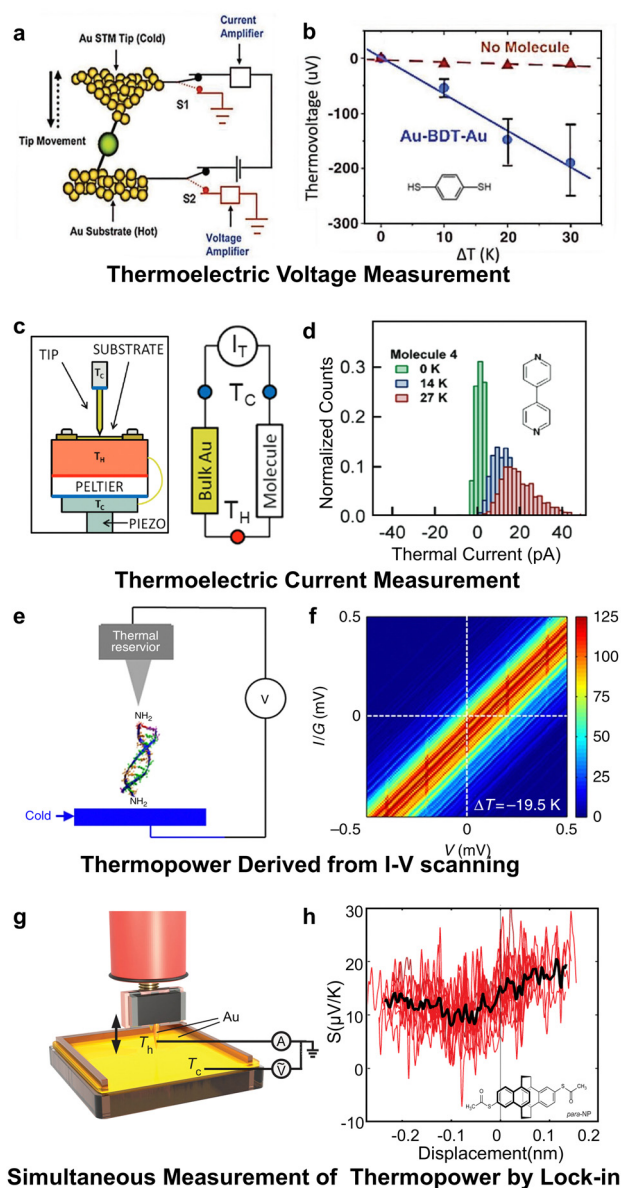 a
Current
Amplifier
Au STM Tip (Cold)
S1
Tip Movement
S2
Au Substrate (Hot)
Voltage
Amplifier
b
No Molecule
Au-BDT-Au
HS
SH
Thermovoltage (uV)
0
-100
-200
-300
0
10
20
30
ΔT (K)
Thermoelectric Voltage Measurement
c
TIP
SUBSTRATE
TC
TH
PELTIER
TC
PIEZO
IT
TC
Bulk Au
Molecule
TH
d
Molecule 4
0 K
14 K
27 K
N
N
Normalized Counts
0.3
0.2
0.1
0.0
-40
-20
0
20
40
Thermal Current (pA)
Thermoelectric Current Measurement
e
Thermal
reservior
V
NH2
NH2
Cold
f
I/G (mV)
0.5
0
–0.5
0
0.5
V (mV)
ΔT=−19.5 K
125
100
75
50
25
0
Thermopower Derived from I-V scanning
g
Au
Th
A
Tc
Ṽ
h
S(µV/K)
30
20
10
0
-10
H3C
O
S
S
O
CH3
para-NP
-0.2
-0.1
0
0.1
0.2
Displacement(nm)
Simultaneous Measurement of Thermopower by Lock-in